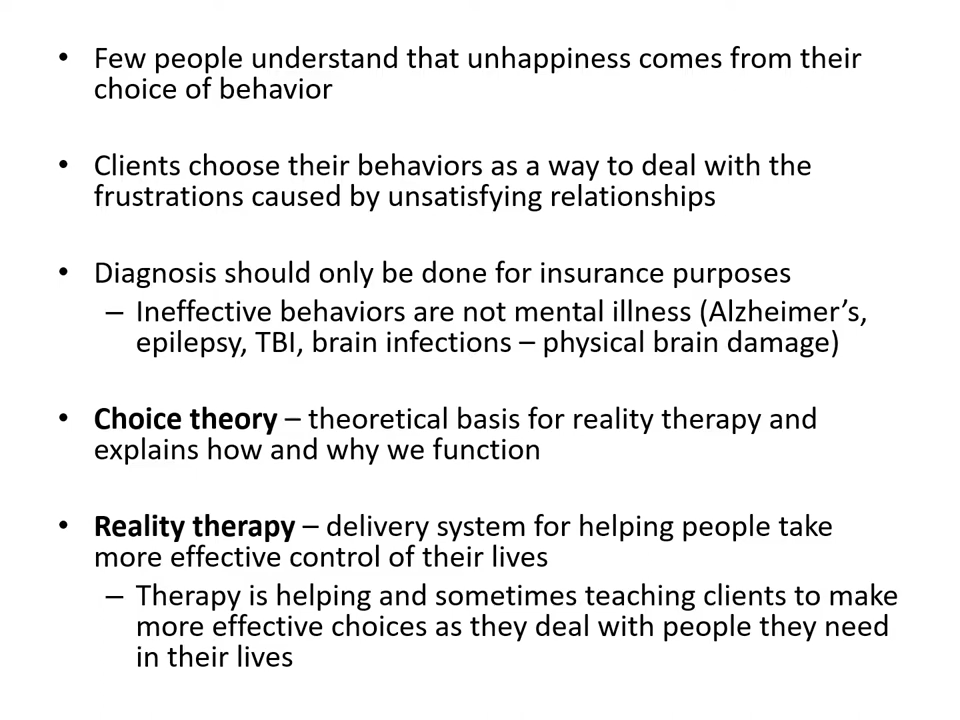 • Few people understand that unhappiness comes from their
choice of behavior
• Clients choose their behaviors as a way to deal with the
frustrations caused by unsatisfying relationships
• Diagnosis should only be done for insurance purposes
– Ineffective behaviors are not mental illness (Alzheimer’s,
epilepsy, TBI, brain infections – physical brain damage)
• Choice theory – theoretical basis for reality therapy and
explains how and why we function
• Reality therapy – delivery system for helping people take
more effective control of their lives
– Therapy is helping and sometimes teaching clients to make
more effective choices as they deal with people they need
in their lives